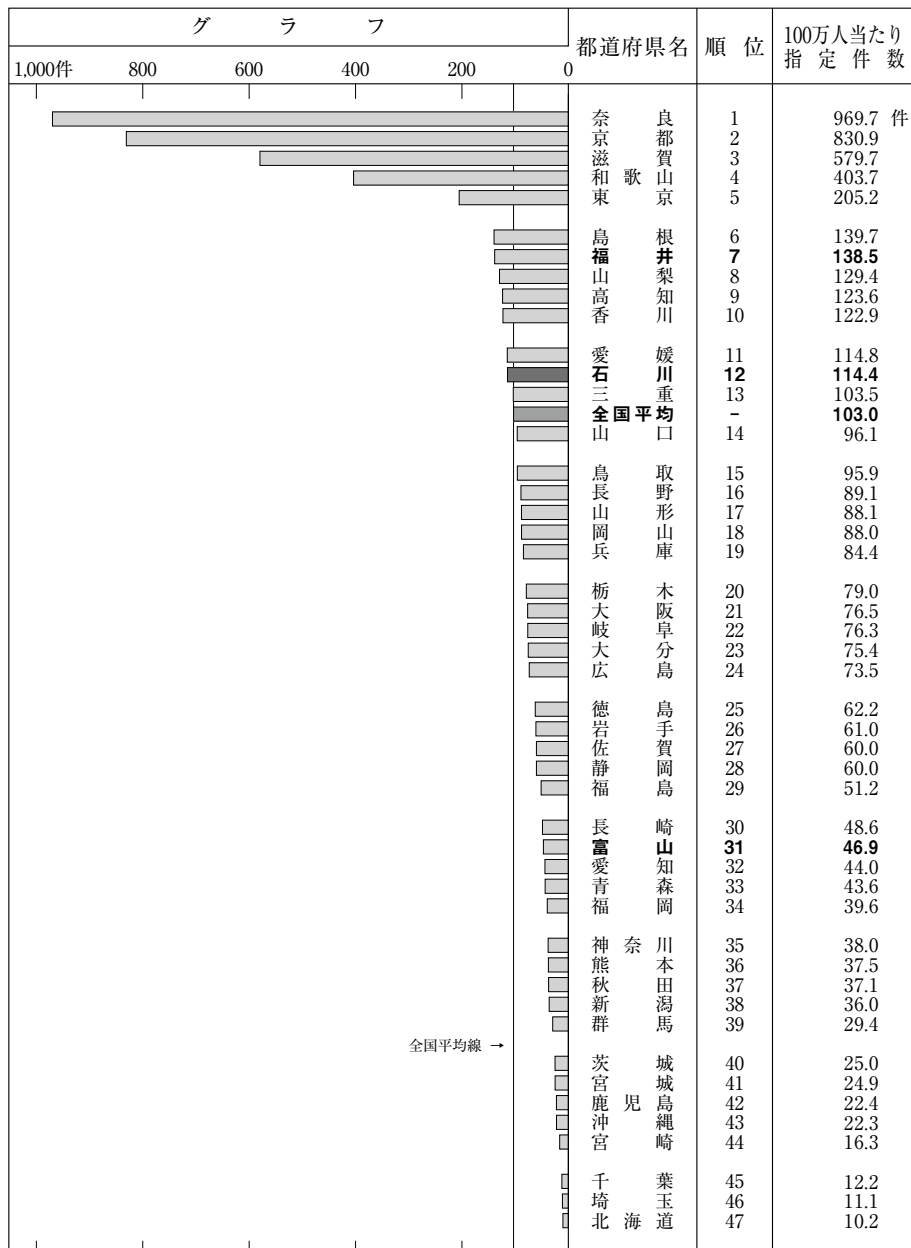 グラフ
1,000件 800 600 400 200 0
都道府県名 順位 100万人当たり
指定件数
奈良 1 969.7 件
京都 2 830.9
滋賀 3 579.7
和歌山 4 403.7
東京 5 205.2
島根 6 139.7
福井 7 138.5
山梨 8 129.4
高知 9 123.6
香川 10 122.9
愛媛 11 114.8
石川 12 114.4
三重 13 103.5
全国平均 - 103.0
山口 14 96.1
鳥取 15 95.9
長野 16 89.1
山形 17 88.1
岡山 18 88.0
兵庫 19 84.4
栃木 20 79.0
大阪 21 76.5
岐阜 22 76.3
大分 23 75.4
広島 24 73.5
徳島 25 62.2
岩手 26 61.0
佐賀 27 60.0
静岡 28 60.0
福島 29 51.2
長崎 30 48.6
富山 31 46.9
愛知 32 44.0
青森 33 43.6
福岡 34 39.6
神奈川 35 38.0
熊本 36 37.5
秋田 37 37.1
新潟 38 36.0
群馬 39 29.4
全国平均線 →
茨城 40 25.0
宮城 41 24.9
鹿児島 42 22.4
沖縄 43 22.3
宮崎 44 16.3
千葉 45 12.2
埼玉 46 11.1
北海道 47 10.2